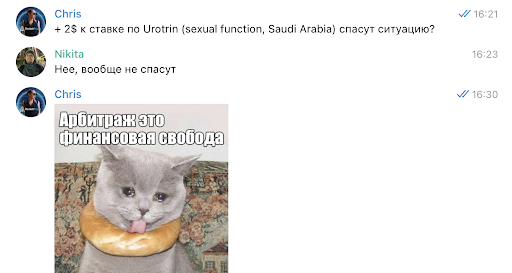 Chris
16:21
+ 2$ к ставке по Urotrin (sexual function, Saudi Arabia) спасут ситуацию?
Nikita
16:23
Нее, вообще не спасут
Chris
16:30
Арбитраж это
финансовая свобода